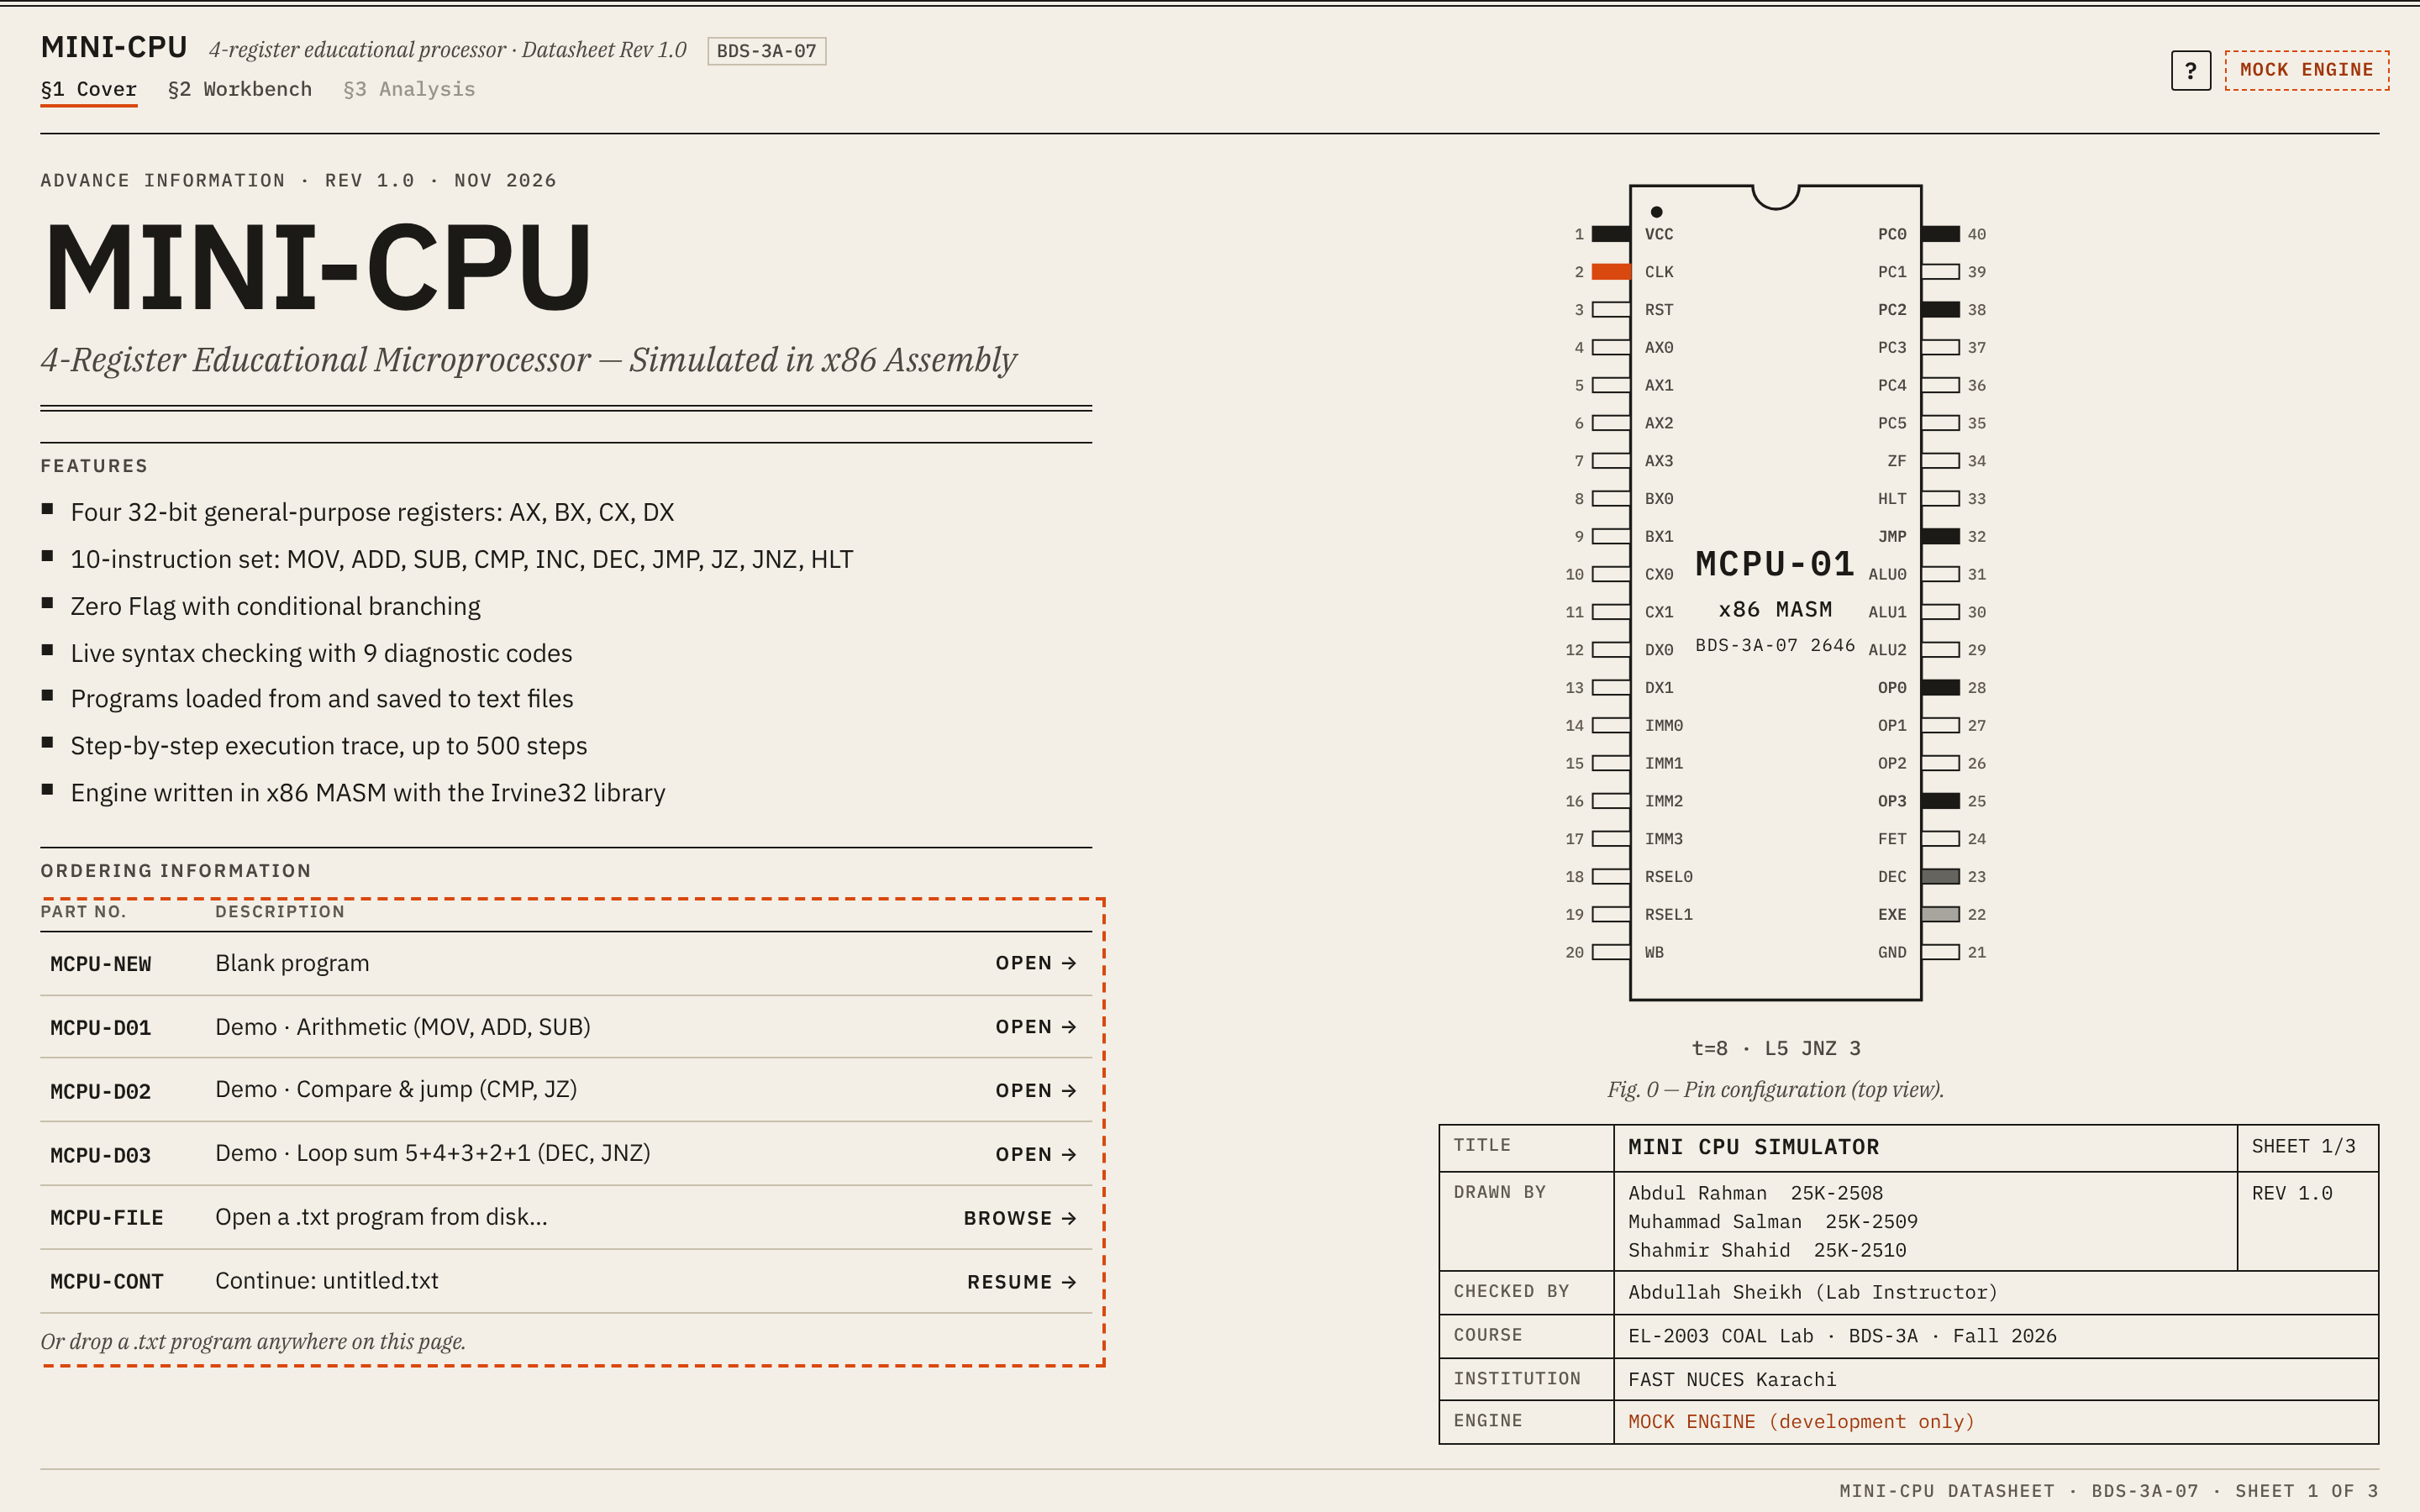 MINI-CPU 4-register educational processor · Datasheet Rev 1.0 BDS-3A-07
§1 Cover §2 Workbench §3 Analysis
? MOCK ENGINE
ADVANCE INFORMATION · REV 1.0 · NOV 2026
MINI-CPU
4-Register Educational Microprocessor — Simulated in x86 Assembly
FEATURES
■ Four 32-bit general-purpose registers: AX, BX, CX, DX
■ 10-instruction set: MOV, ADD, SUB, CMP, INC, DEC, JMP, JZ, JNZ, HLT
■ Zero Flag with conditional branching
■ Live syntax checking with 9 diagnostic codes
■ Programs loaded from and saved to text files
■ Step-by-step execution trace, up to 500 steps
■ Engine written in x86 MASM with the Irvine32 library
ORDERING INFORMATION
PART NO. DESCRIPTION
MCPU-NEW Blank program OPEN →
MCPU-D01 Demo · Arithmetic (MOV, ADD, SUB) OPEN →
MCPU-D02 Demo · Compare & jump (CMP, JZ) OPEN →
MCPU-D03 Demo · Loop sum 5+4+3+2+1 (DEC, JNZ) OPEN →
MCPU-FILE Open a .txt program from disk... BROWSE →
MCPU-CONT Continue: untitled.txt RESUME →
Or drop a .txt program anywhere on this page.
1 VCC PC0 40
2 CLK PC1 39
3 RST PC2 38
4 AX0 PC3 37
5 AX1 PC4 36
6 AX2 PC5 35
7 AX3 ZF 34
8 BX0 HLT 33
9 BX1 JMP 32
MCPU-01
10 CX0 ALU0 31
x86 MASM
11 CX1 ALU1 30
BDS-3A-07 2646
12 DX0 ALU2 29
13 DX1 OP0 28
14 IMM0 OP1 27
15 IMM1 OP2 26
16 IMM2 OP3 25
17 IMM3 FET 24
18 RSEL0 DEC 23
19 RSEL1 EXE 22
20 WB GND 21
t=8 · L5 JNZ 3
Fig. 0 — Pin configuration (top view).
TITLE MINI CPU SIMULATOR SHEET 1/3
DRAWN BY Abdul Rahman 25K-2508 REV 1.0
Muhammad Salman 25K-2509
Shahmir Shahid 25K-2510
CHECKED BY Abdullah Sheikh (Lab Instructor)
COURSE EL-2003 COAL Lab · BDS-3A · Fall 2026
INSTITUTION FAST NUCES Karachi
ENGINE MOCK ENGINE (development only)
MINI-CPU DATASHEET · BDS-3A-07 · SHEET 1 OF 3